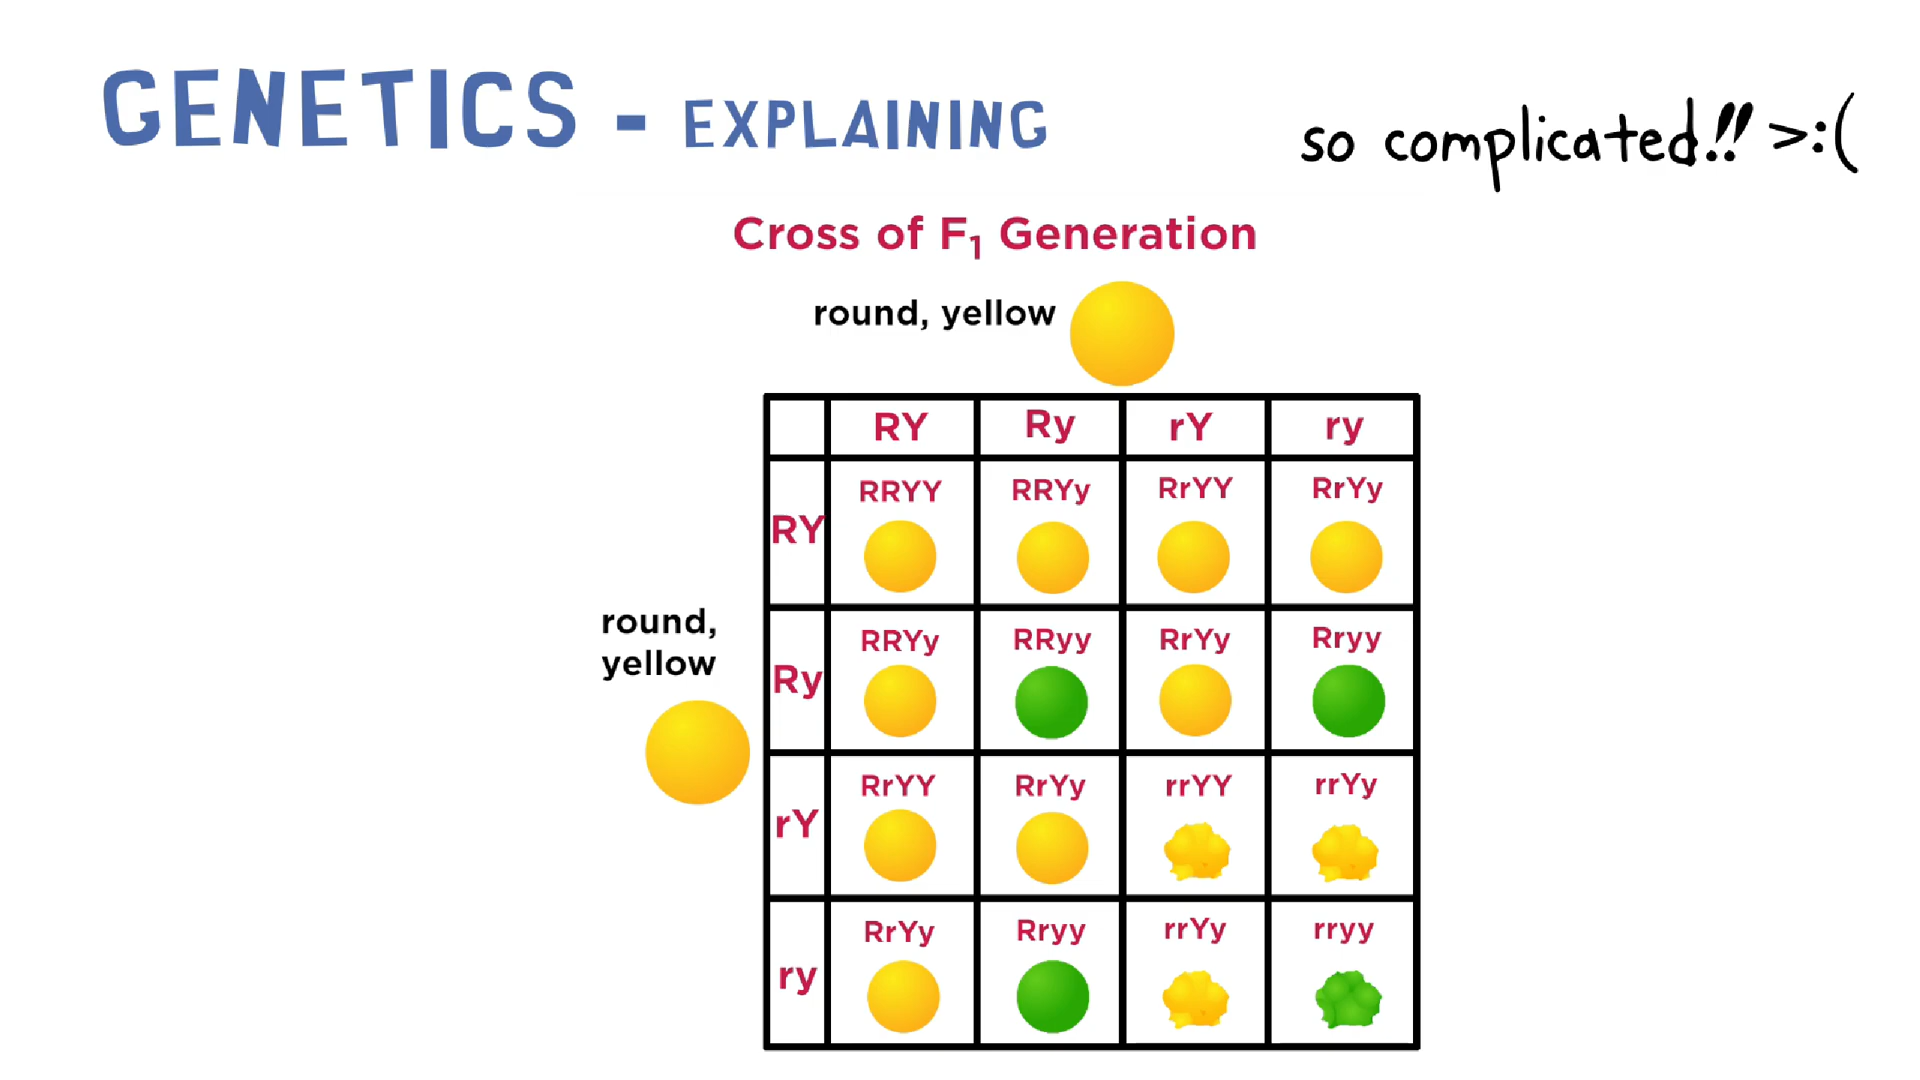 GENETICS - EXPLAINING
so complicated!! >:(
Cross of F₁ Generation
round, yellow
RY Ry rY ry
RRYY RRYy RrYY RrYy
RY
round,
yellow
RRYy RRyy RrYy Rryy
Ry
RrYY RrYy rrYY rrYy
rY
RrYy Rryy rrYy rryy
ry